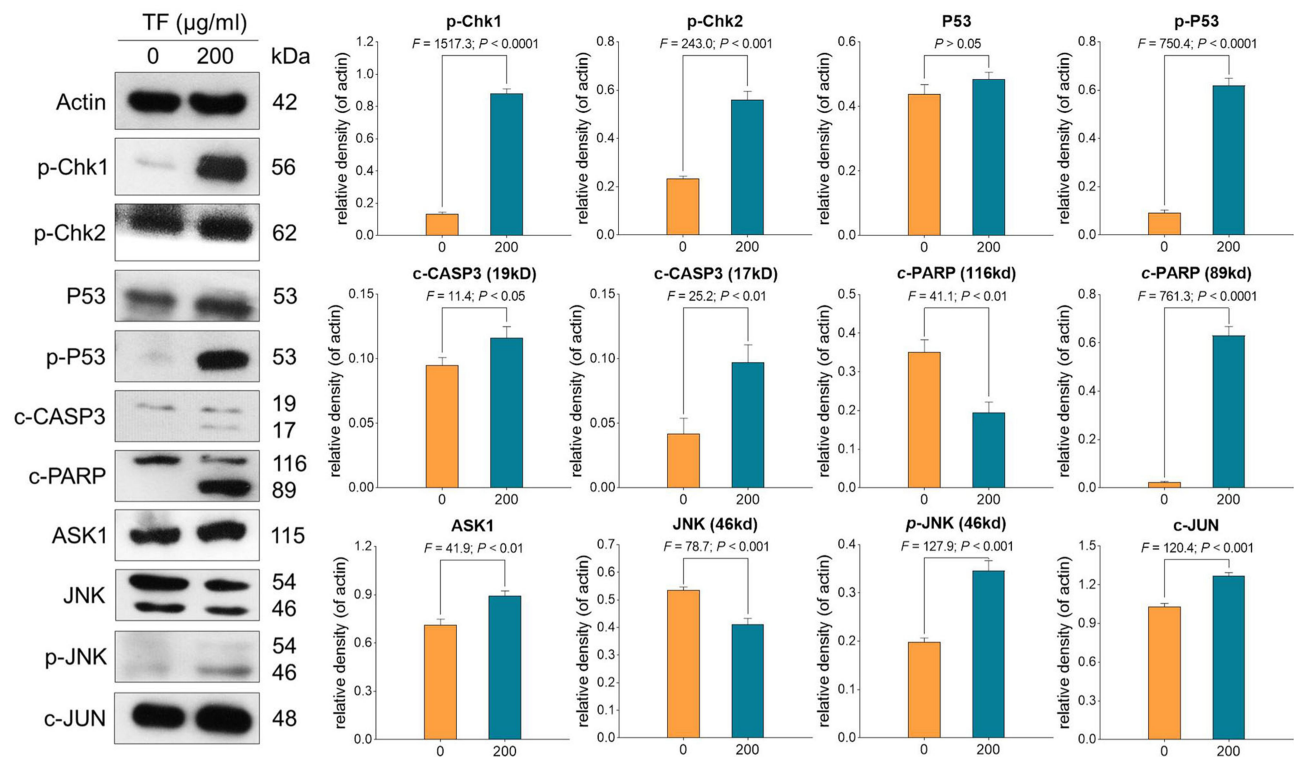 TF (µg/ml)
0 200 kDa
Actin 42
p-Chk1 56
p-Chk2 62
P53 53
p-P53 53
c-CASP3 19
17
c-PARP 116
89
ASK1 115
JNK 54
46
p-JNK 54
46
c-JUN 48
p-Chk1
F = 1517.3; P < 0.0001
relative density (of actin)
1.2
1.0
0.8
0.6
0.4
0.2
0.0
0 200
p-Chk2
F = 243.0; P < 0.001
relative density (of actin)
0.8
0.6
0.4
0.2
0.0
0 200
P53
P > 0.05
relative density (of actin)
0.6
0.4
0.2
0.0
0 200
p-P53
F = 750.4; P < 0.0001
relative density (of actin)
0.8
0.6
0.4
0.2
0.0
0 200
c-CASP3 (19kD)
F = 11.4; P < 0.05
relative density (of actin)
0.15
0.10
0.05
0.00
0 200
c-CASP3 (17kD)
F = 25.2; P < 0.01
relative density (of actin)
0.15
0.10
0.05
0.00
0 200
c-PARP (116kd)
F = 41.1; P < 0.01
relative density (of actin)
0.5
0.4
0.3
0.2
0.1
0.0
0 200
c-PARP (89kd)
F = 761.3; P < 0.0001
relative density (of actin)
0.8
0.6
0.4
0.2
0.0
0 200
ASK1
F = 41.9; P < 0.01
relative density (of actin)
1.2
0.9
0.6
0.3
0.0
0 200
JNK (46kd)
F = 78.7; P < 0.001
relative density (of actin)
0.7
0.6
0.5
0.4
0.3
0.2
0.1
0.0
0 200
p-JNK (46kd)
F = 127.9; P < 0.001
relative density (of actin)
0.4
0.3
0.2
0.1
0.0
0 200
c-JUN
F = 120.4; P < 0.001
relative density (of actin)
1.5
1.2
0.9
0.6
0.3
0.0
0 200